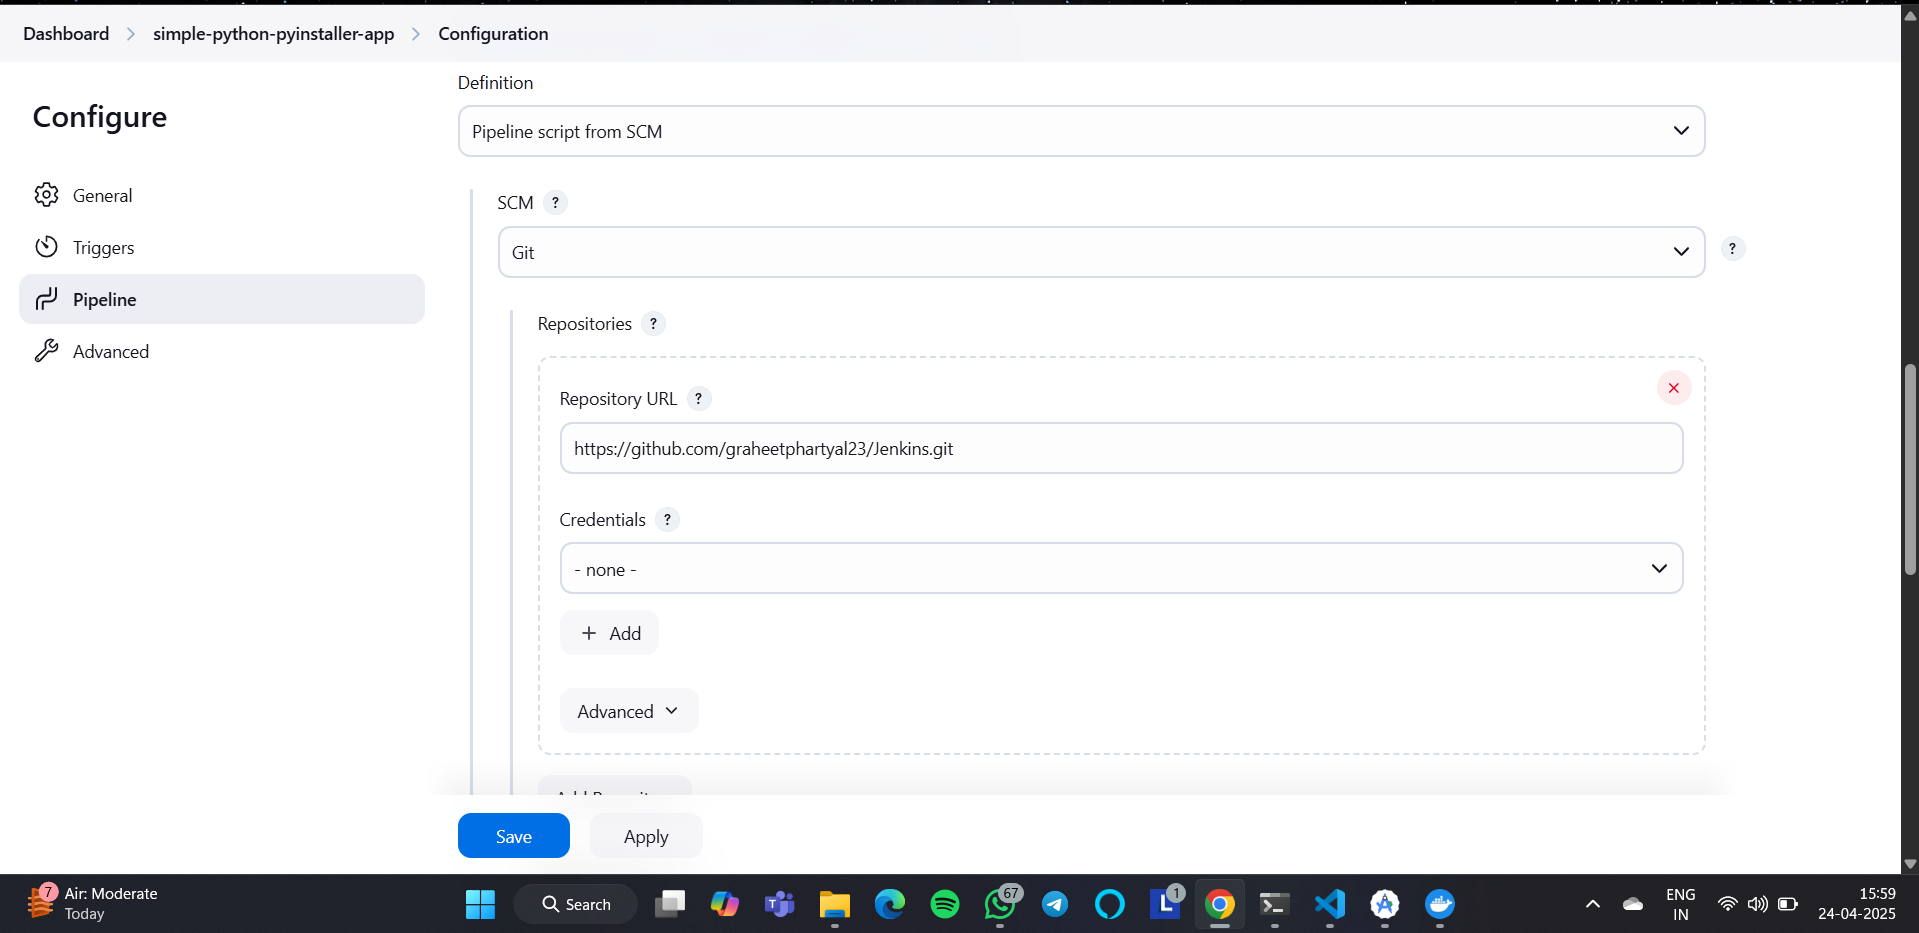 Dashboard > simple-python-pyinstaller-app > Configuration
Configure
General
Triggers
Pipeline
Advanced
Definition
Pipeline script from SCM
SCM ?
Git
?
Repositories ?
Repository URL ?
https://github.com/graheetphartyal23/Jenkins.git
Credentials ?
- none -
+ Add
Advanced
Save
Apply
7
Air: Moderate
Today
Search
67
1
ENG
IN
15:59
24-04-2025